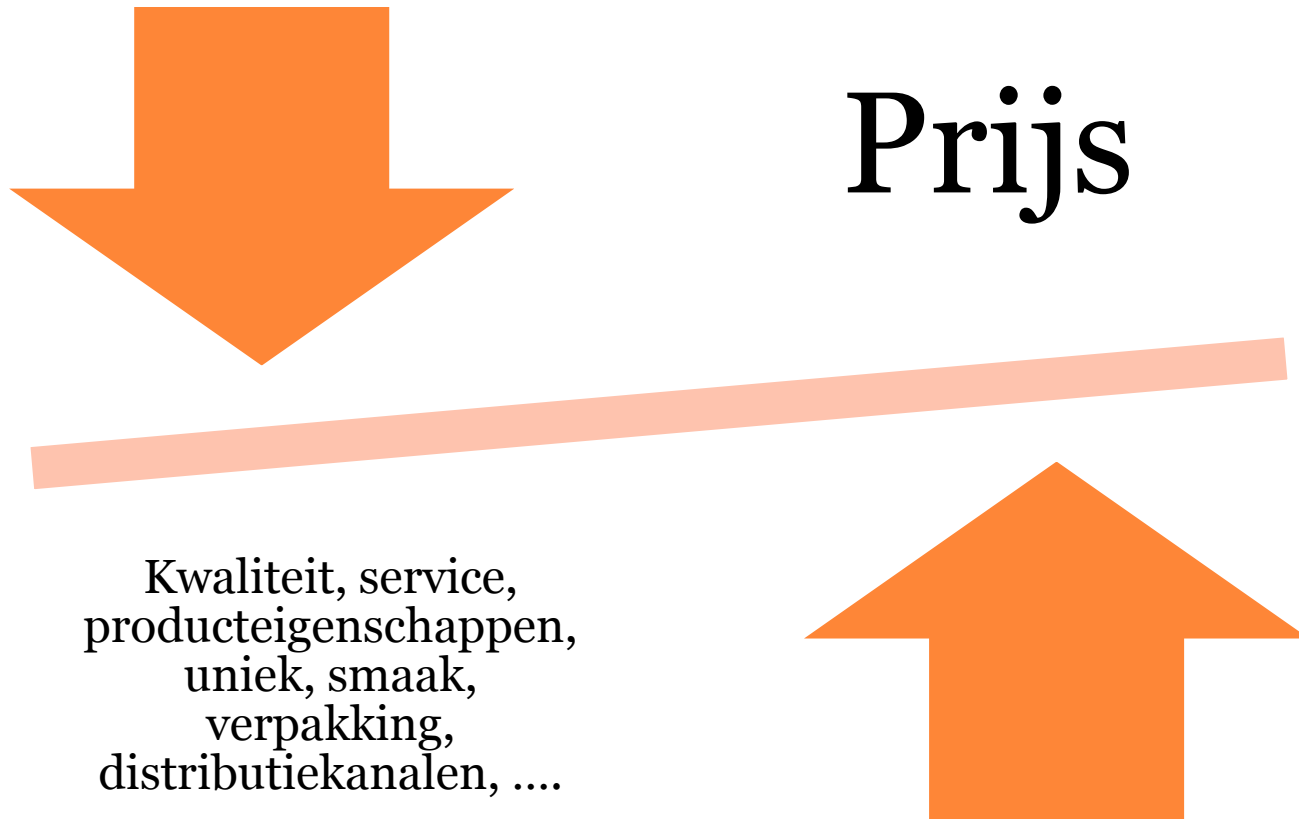 Prijs
Kwaliteit, service,
producteigenschappen,
uniek, smaak,
verpakking,
distributiekanalen, ....